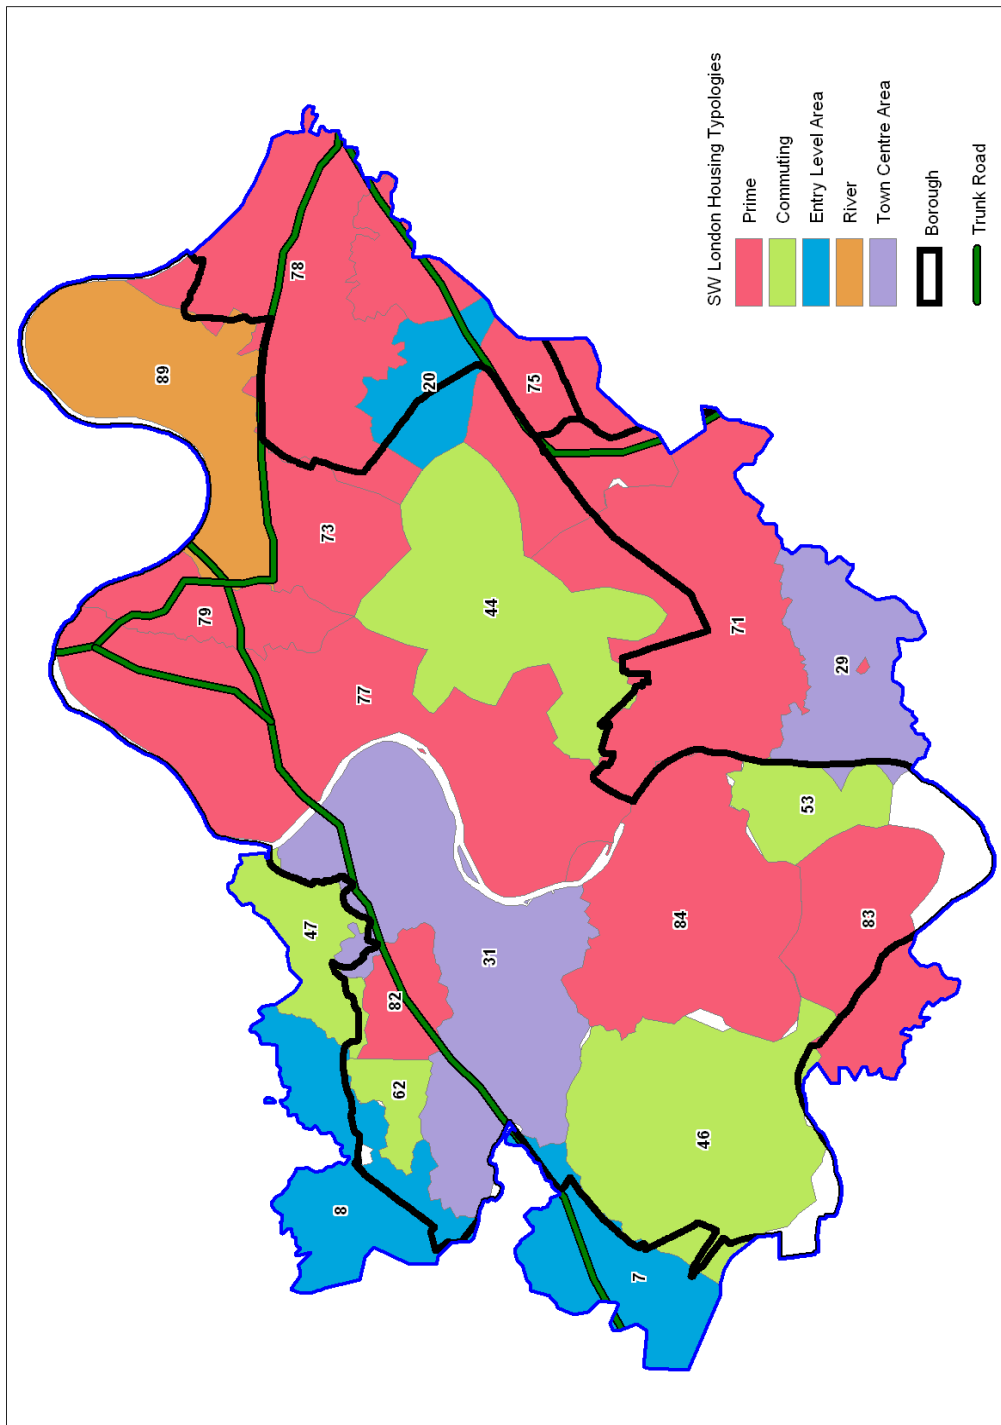 SW London Housing Typologies
Prime
Commuting
Entry Level Area
River
Town Centre Area
Borough
Trunk Road
89
78
20
75
73
79
44
77
71
29
53
47
31
84
83
82
62
46
8
7